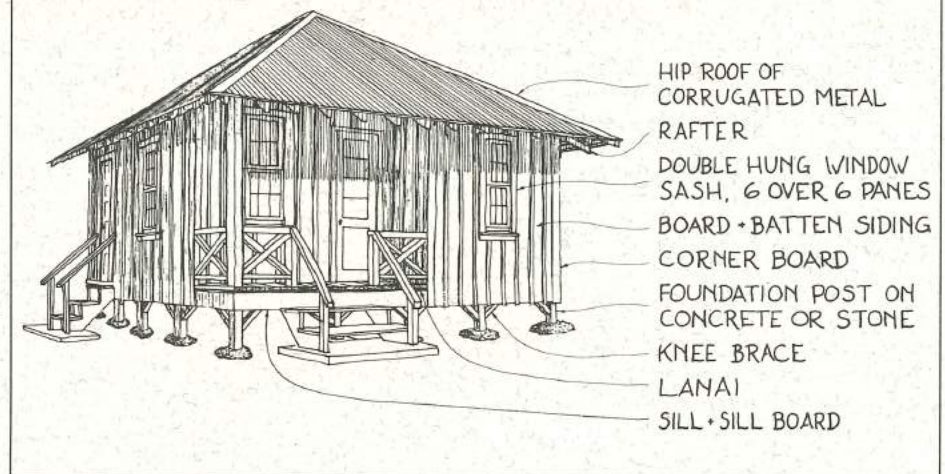 HIP ROOF OF
CORRUGATED METAL
RAFTER
DOUBLE HUNG WINDOW
SASH, 6 OVER 6 PANES
BOARD + BATTEN SIDING
CORNER BOARD
FOUNDATION POST ON
CONCRETE OR STONE
KNEE BRACE
LANAI
SILL + SILL BOARD